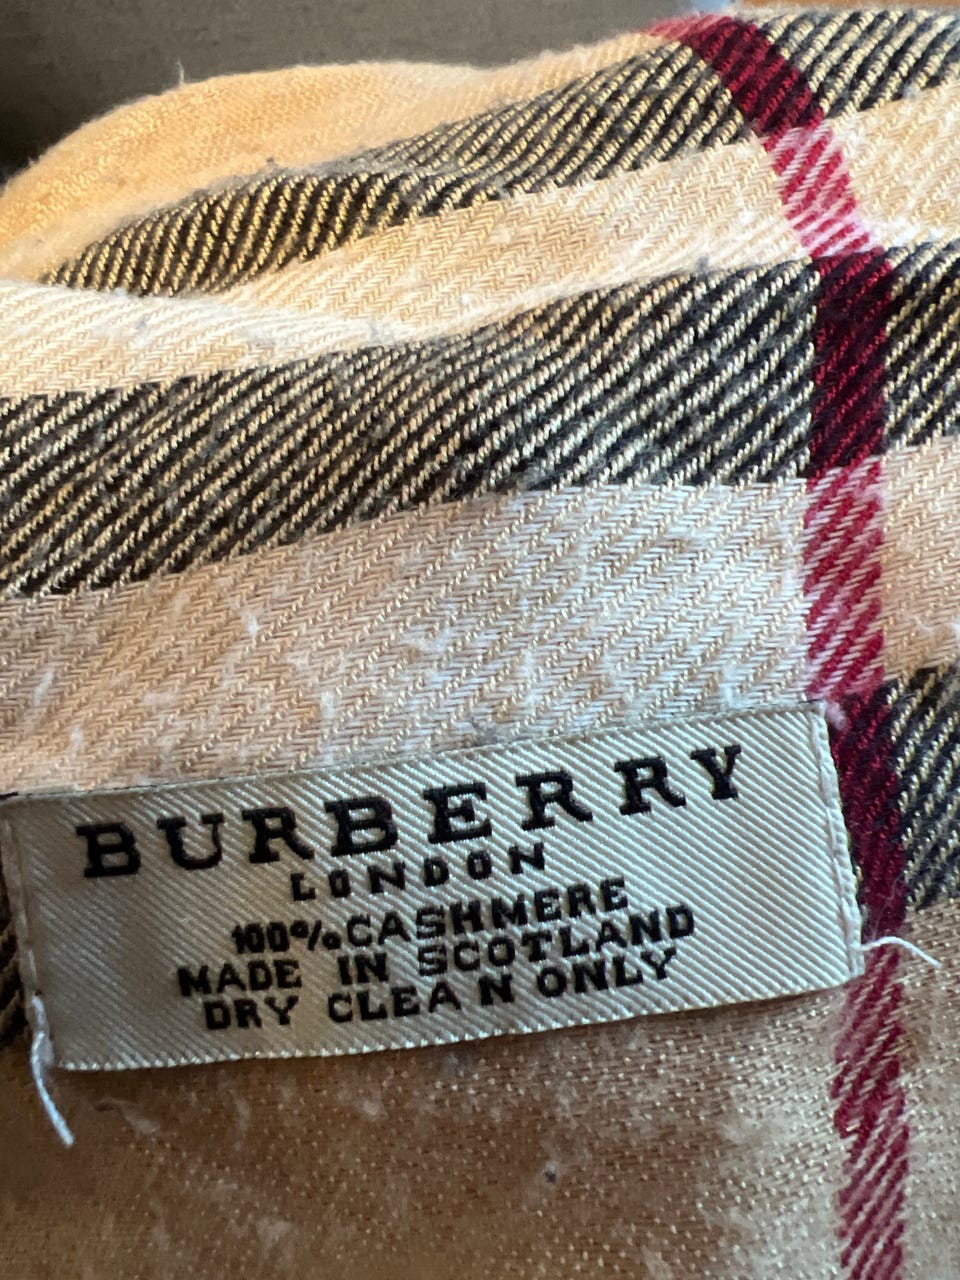 BURBERRY
LONDON
100% CASHMERE
MADE IN SCOTLAND
DRY CLEAN ONLY